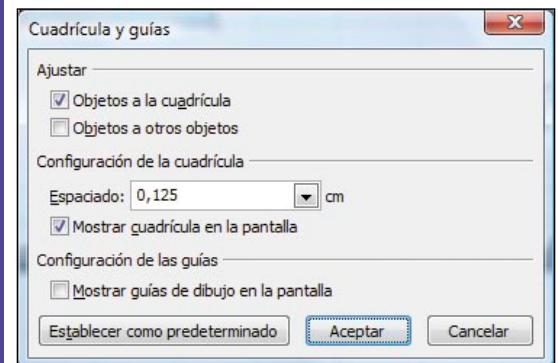 Cuadrícula y guías
Ajustar
Objetos a la cuadrícula
Objetos a otros objetos
Configuración de la cuadrícula
Espaciado: 0,125 cm
Mostrar cuadrícula en la pantalla
Configuración de las guías
Mostrar guías de dibujo en la pantalla
Establecer como predeterminado Aceptar Cancelar